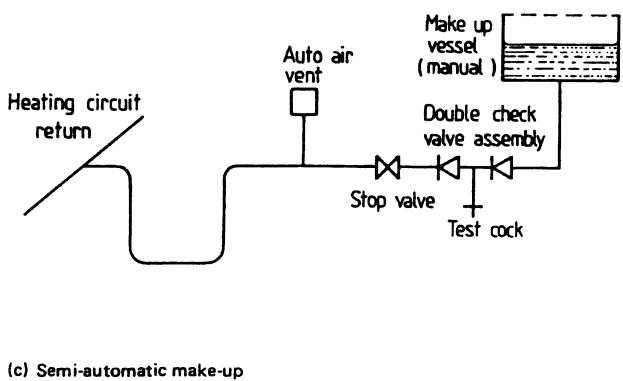 Make up
vessel
(manual)
Auto air
vent
Heating circuit
return
Double check
valve assembly
Stop valve
Test cock
(c) Semi-automatic make-up